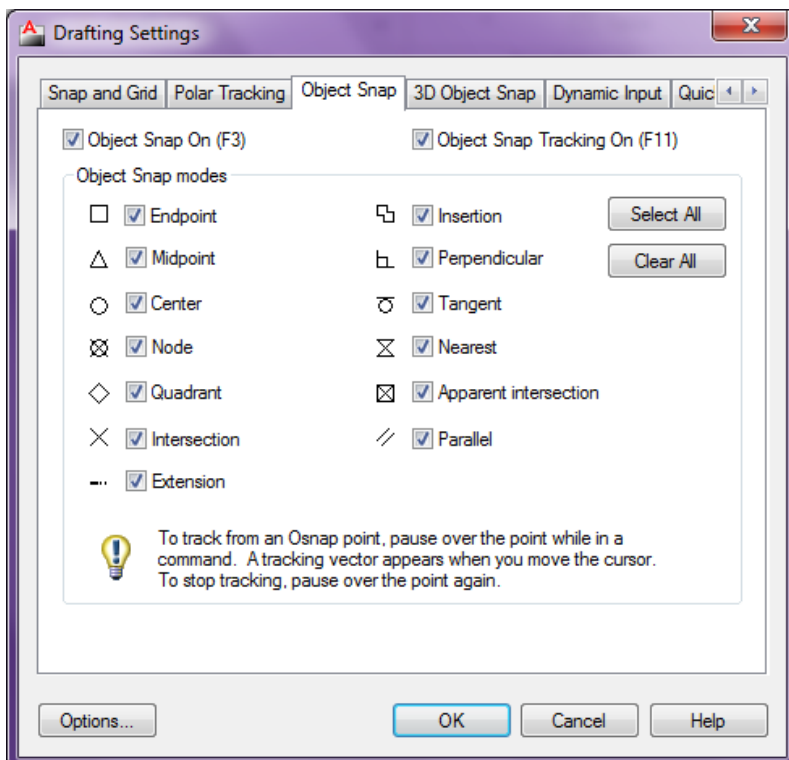 Drafting Settings
Snap and Grid Polar Tracking Object Snap 3D Object Snap Dynamic Input Quic
Object Snap On (F3) Object Snap Tracking On (F11)
Object Snap modes
Endpoint Insertion Select All
Midpoint Perpendicular Clear All
Center Tangent
Node Nearest
Quadrant Apparent intersection
Intersection Parallel
Extension
To track from an Osnap point, pause over the point while in a
command. A tracking vector appears when you move the cursor.
To stop tracking, pause over the point again.
Options... OK Cancel Help